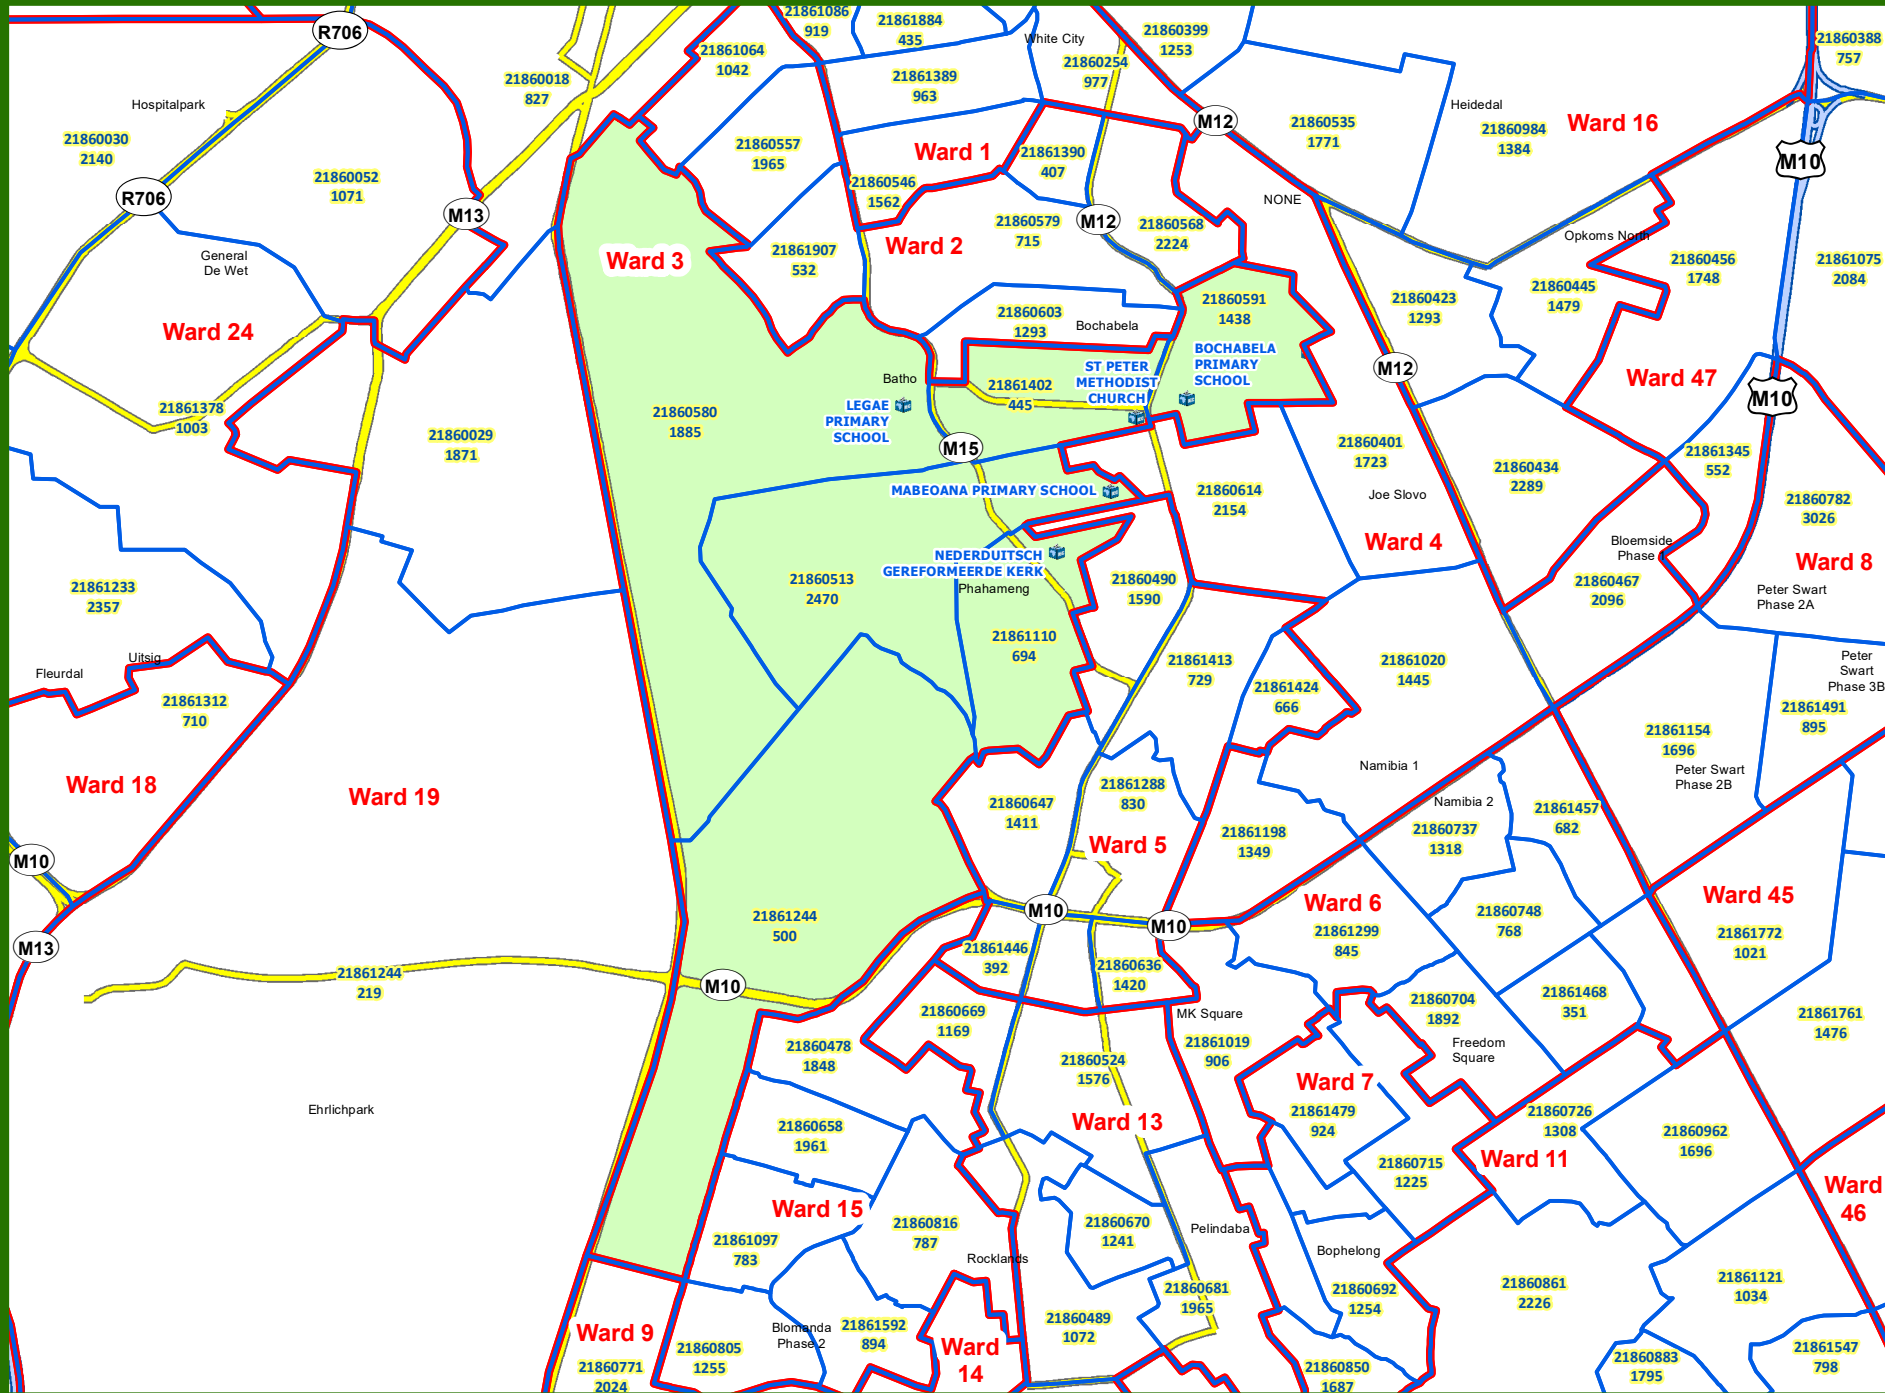 R706
21861086
919
21861884
435
White City
21860399
1253
21860388
757
21861064
1042
21860018
827
21861389
963
21860254
977
Hospitalpark
21860030
2140
21860557
1965
Ward 1
M12
21860535
1771
Heidedal
21860984
1384
Ward 16
M10
21861390
407
R706
21860052
1071
M13
21860546
1562
NONE
General
De Wet
Ward 3
21861907
532
Ward 2
21860579
715
M12
21860568
2224
Opkoms North
21860456
1748
21861075
2084
21860445
1479
21860423
1293
21860591
1438
21860603
1293
Bochabela
Ward 24
BOCHABELA
PRIMARY
SCHOOL
ST PETER
METHODIST
CHURCH
M12
Ward 47
M10
Batho
21861402
445
21861378
1003
21860580
1885
LEGAE
PRIMARY
SCHOOL
21860029
1871
M15
21860401
1723
21861345
552
21860434
2289
Joe Slovo
MABEOANA PRIMARY SCHOOL
21860614
2154
21860782
3026
Ward 4
Bloemside
Phase 1
Ward 8
NEDERDUITSCH
GEREFORMEERDE KERK
Phahameng
21860513
2470
21860490
1590
21860467
2096
Peter Swart
Phase 2A
21861233
2357
21861110
694
21861413
729
21861020
1445
Uitsig
Fleurdal
Peter
Swart
Phase 3B
21861424
666
21861312
710
21861491
895
21861154
1696
Peter Swart
Phase 2B
Namibia 1
Ward 18
Ward 19
21861288
830
21860647
1411
Namibia 2
21861457
682
21860737
1318
21861198
1349
Ward 5
M10
Ward 6
Ward 45
21861244
500
M10
M10
21860748
768
21861299
845
21861772
1021
M13
21861446
392
21860636
1420
21861244
219
M10
21861468
351
21860704
1892
21860669
1169
MK Square
21861761
1476
21860478
1848
21861019
906
Freedom
Square
21860524
1576
Ward 7
21861479
924
Ehrlichpark
Ward 13
21860726
1308
21860658
1961
21860962
1696
Ward 11
21860715
1225
Ward
46
Ward 15
21860816
787
21860670
1241
Pelindaba
21861097
783
Bophelong
Rocklands
21860681
1965
21860692
1254
21860861
2226
21861121
1034
21860489
1072
Ward 9
Blomanda
Phase 2
21861592
894
21860805
1255
Ward
14
21860771
2024
21860850
1687
21860883
1795
21861547
798